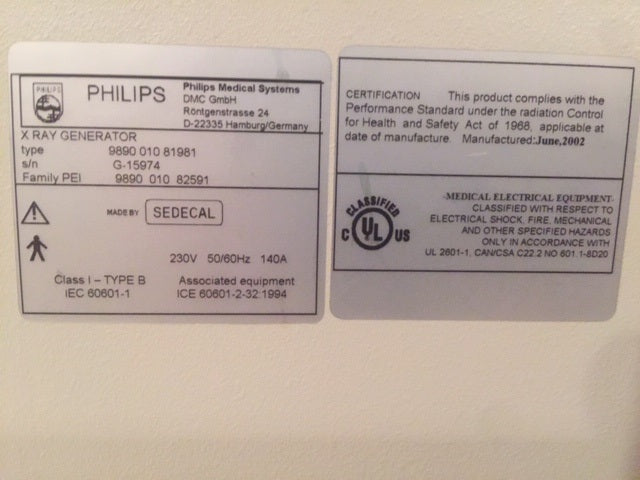 PHILIPS
PHILIPS
Philips Medical Systems
DMC GmbH
Röntgenstrasse 24
D-22335 Hamburg/Germany
X RAY GENERATOR
type 9890 010 81981
s/n G-15974
Family PEI 9890 010 82591
MADE BY SEDECAL
230V 50/60Hz 140A
Class I – TYPE B Associated equipment
IEC 60601-1 ICE 60601-2-32:1994
CERTIFICATION This product complies with the
Performance Standard under the radiation Control
for Health and Safety Act of 1968, applicable at
date of manufacture. Manufactured:June,2002
CLASSIFIED
C UL US
-MEDICAL ELECTRICAL EQUIPMENT-
CLASSIFIED WITH RESPECT TO
ELECTRICAL SHOCK, FIRE, MECHANICAL
AND OTHER SPECIFIED HAZARDS
ONLY IN ACCORDANCE WITH
UL 2601-1, CAN/CSA C22.2 NO 601.1-8D20